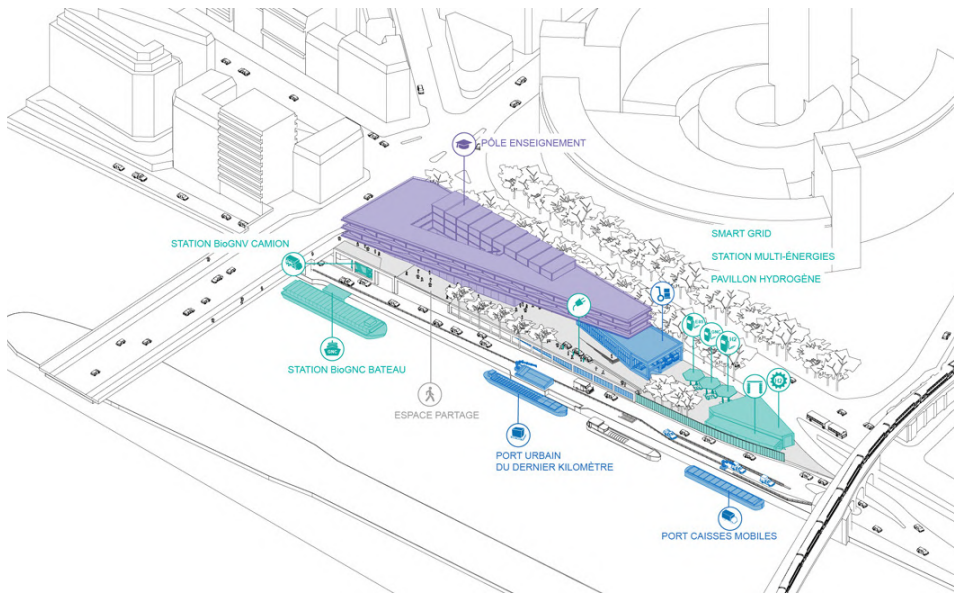 PÔLE ENSEIGNEMENT
SMART GRID
STATION BioGNV CAMION
STATION MULTI-ÉNERGIES
PAVILLON HYDROGÈNE
STATION BioGNC BATEAU
ESPACE PARTAGE
PORT URBAIN
DU DERNIER KILOMÉTRE
PORT CAISSES MOBILES